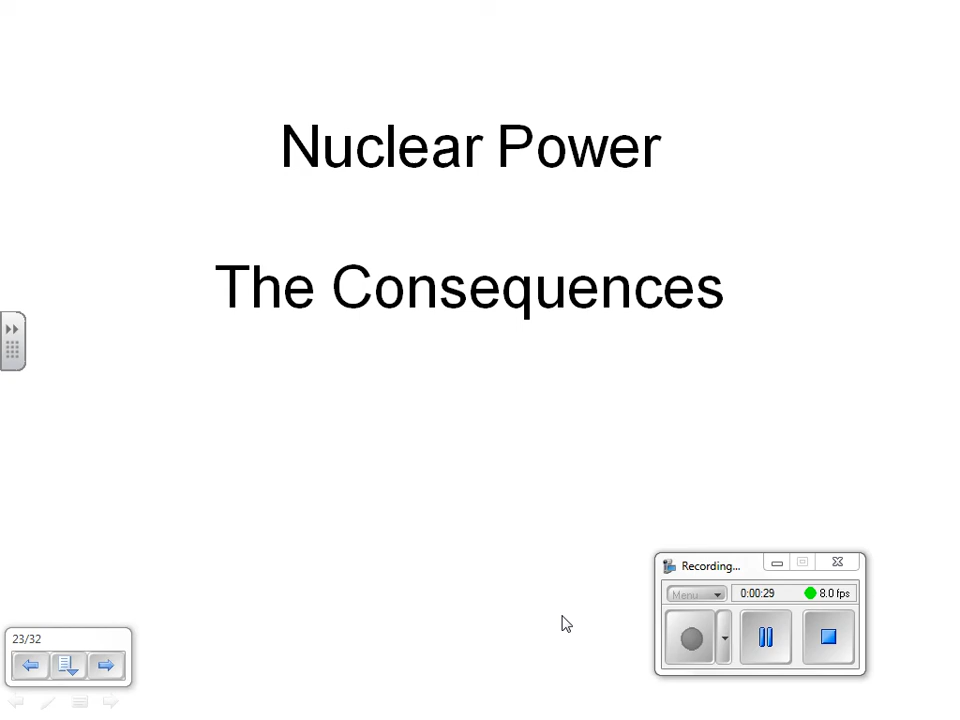 Nuclear Power
The Consequences
Recording...
Menu
0:00:29
8.0 fps
23/32